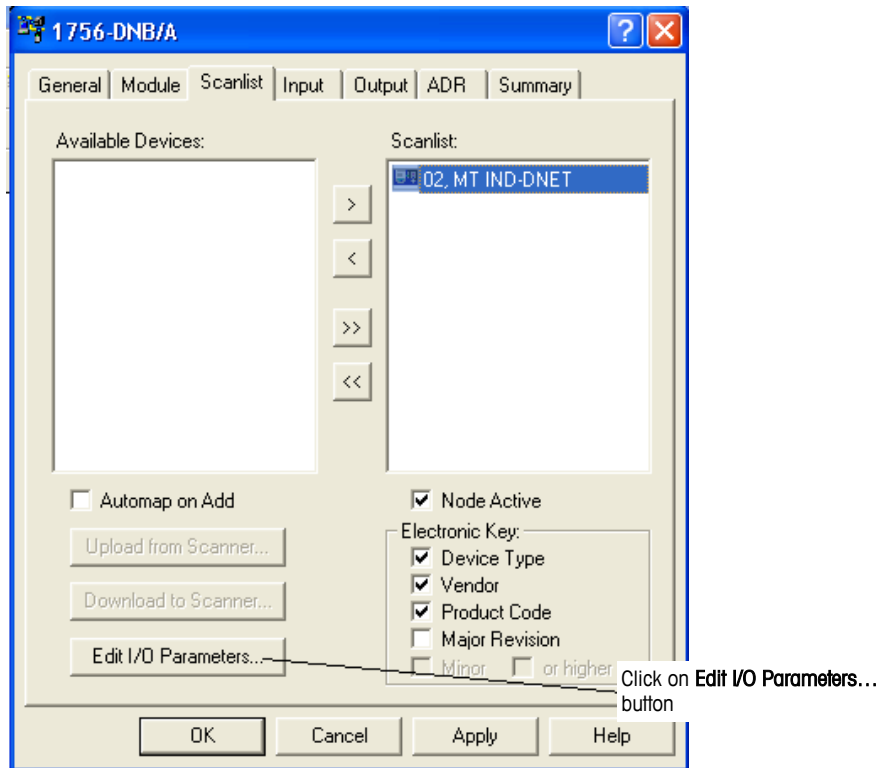 1756-DNB/A
General Module Scanlist Input Output ADR Summary
Available Devices:
Scanlist:
02, MT IND-DNET
>
<
>>
<<
Automap on Add
Node Active
Upload from Scanner...
Electronic Key:
Device Type
Vendor
Download to Scanner...
Product Code
Major Revision
Edit I/O Parameters...
Minor or higher
Click on Edit I/O Parameters...
button
OK Cancel Apply Help